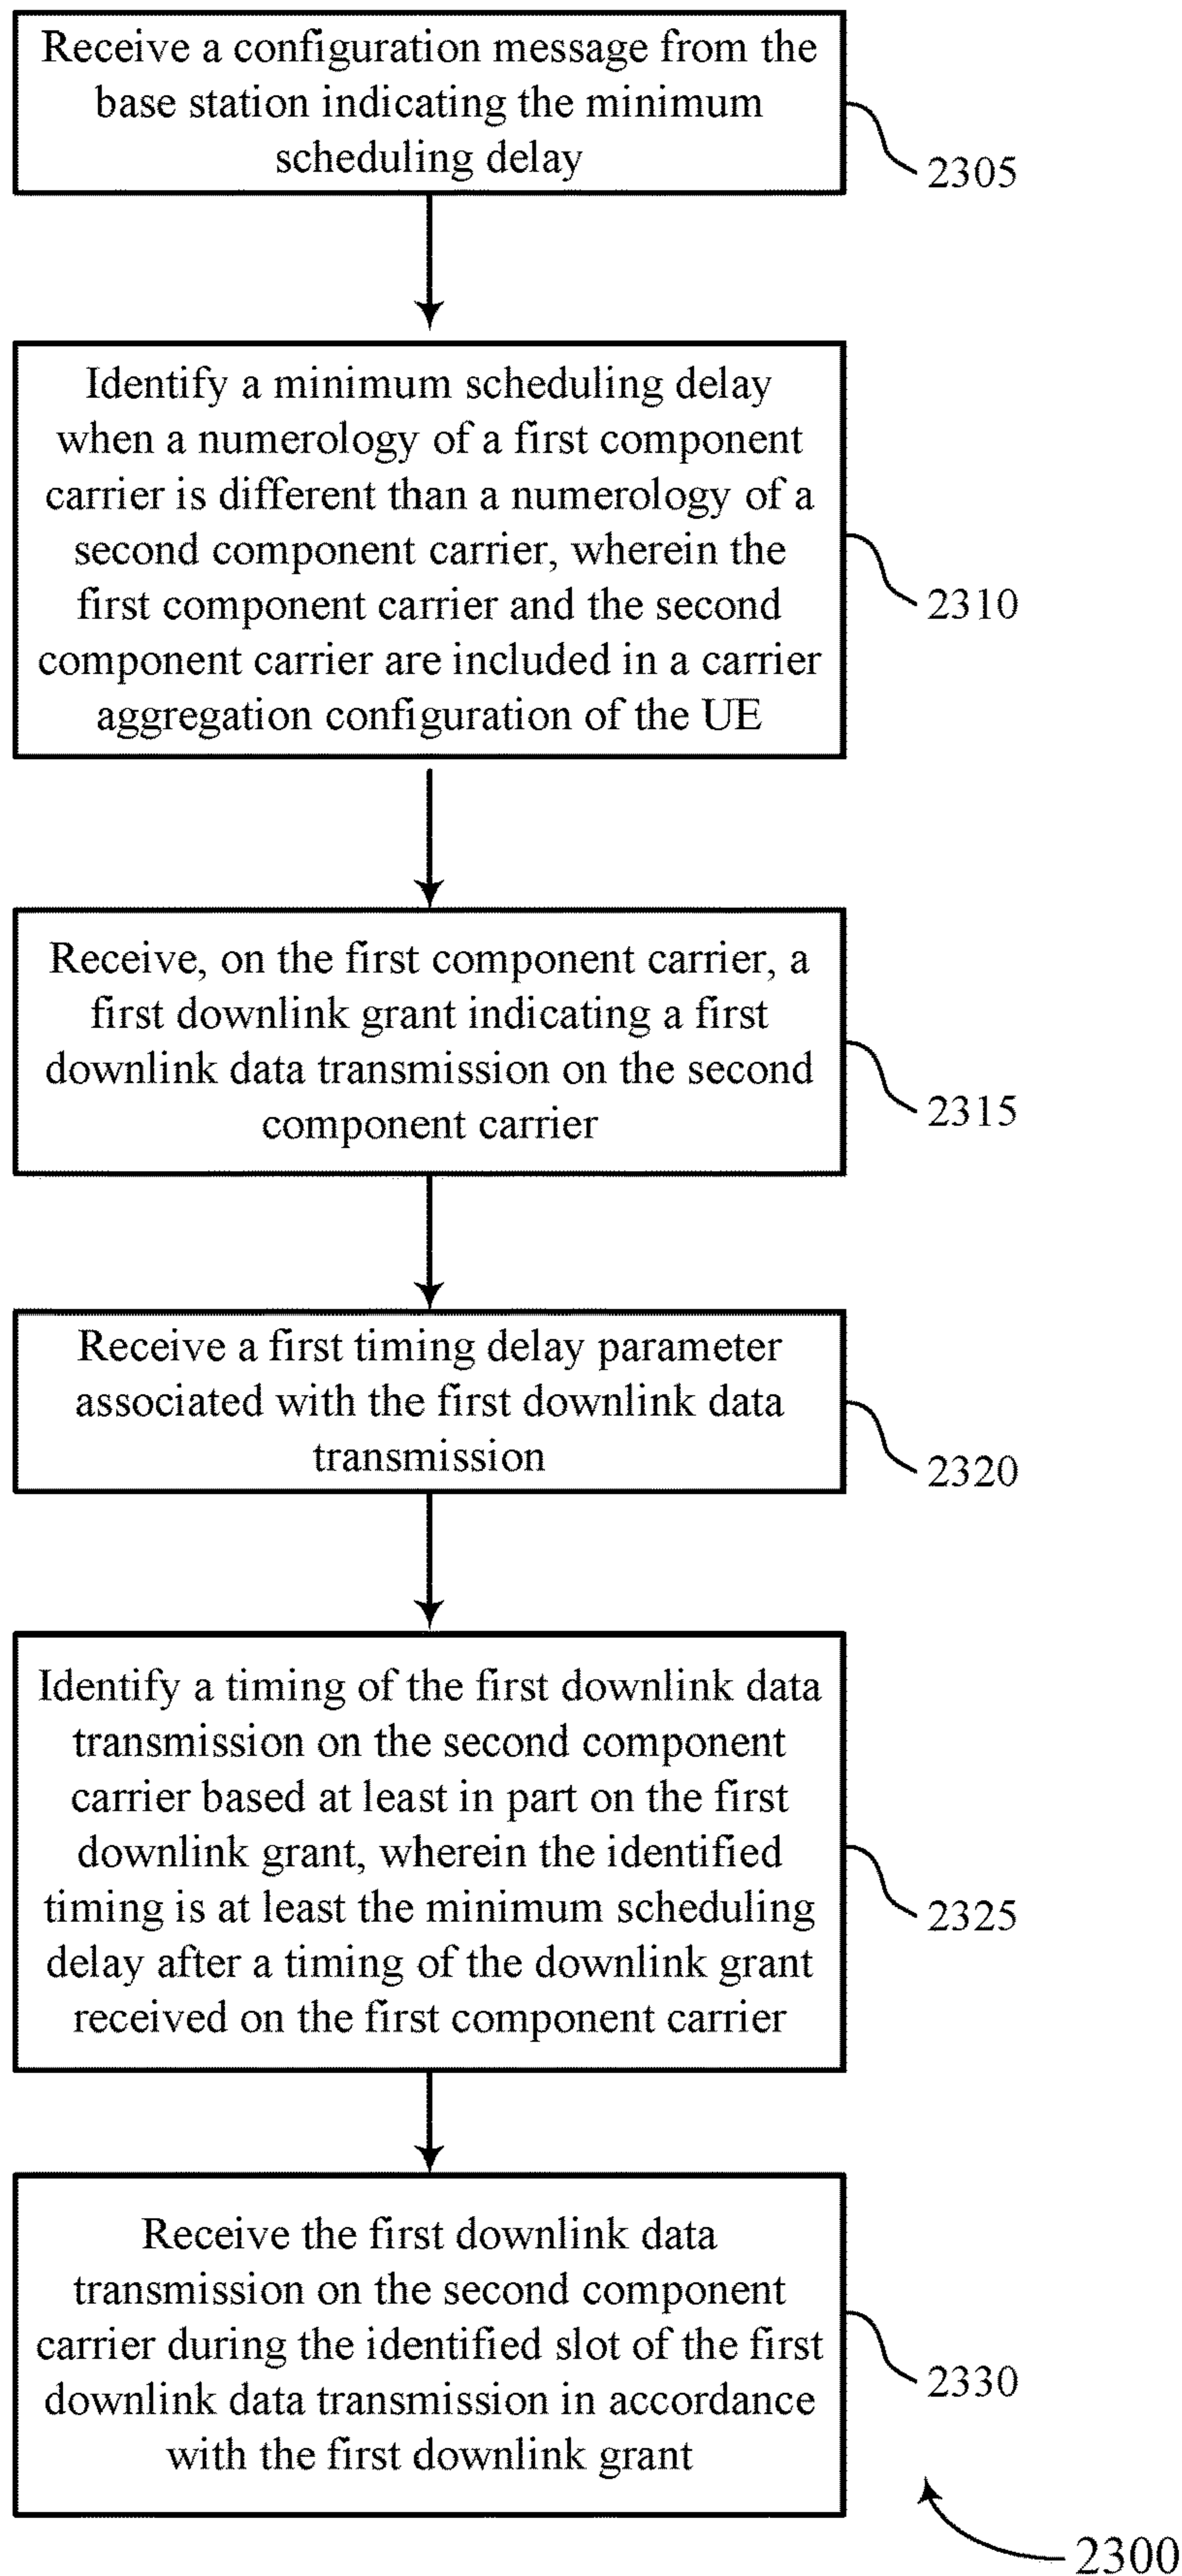 Receive a configuration message from the
base station indicating the minimum
scheduling delay
2305
Identify a minimum scheduling delay
when a numerology of a first component
carrier is different than a numerology of a
second component carrier, wherein the
first component carrier and the second
component carrier are included in a carrier
aggregation configuration of the UE
2310
Receive, on the first component carrier, a
first downlink grant indicating a first
downlink data transmission on the second
component carrier
2315
Receive a first timing delay parameter
associated with the first downlink data
transmission
2320
Identify a timing of the first downlink data
transmission on the second component
carrier based at least in part on the first
downlink grant, wherein the identified
timing is at least the minimum scheduling
delay after a timing of the downlink grant
received on the first component carrier
2325
Receive the first downlink data
transmission on the second component
carrier during the identified slot of the first
downlink data transmission in accordance
with the first downlink grant
2330
2300